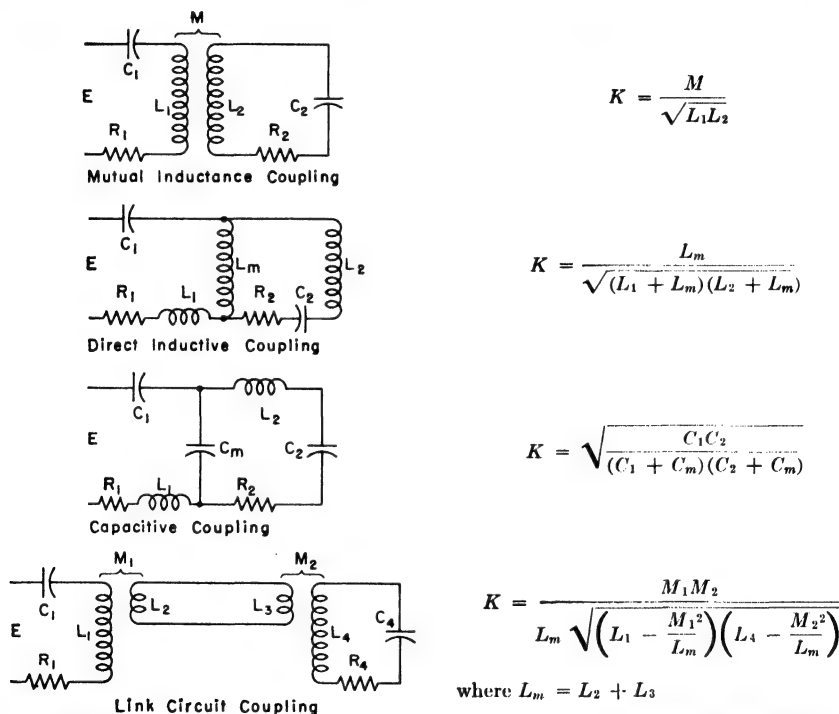 M
C₁
E
L₁
L₂
C₂
R₁
R₂
Mutual Inductance Coupling
K = M / √(L₁L₂)
C₁
E
Lₘ
L₂
R₁
L₁
R₂
C₂
Direct Inductive Coupling
K = Lₘ / √((L₁ + Lₘ)(L₂ + Lₘ))
C₁
L₂
E
Cₘ
C₂
R₁
L₁
R₂
Capacitive Coupling
K = √(C₁C₂ / ((C₁ + Cₘ)(C₂ + Cₘ)))
M₁
M₂
C₁
L₂
L₃
C₄
E
L₁
L₄
R₁
R₄
Link Circuit Coupling
K = M₁M₂ / (Lₘ √((L₁ − M₁²/Lₘ)(L₄ − M₂²/Lₘ)))
where Lₘ = L₂ + L₃